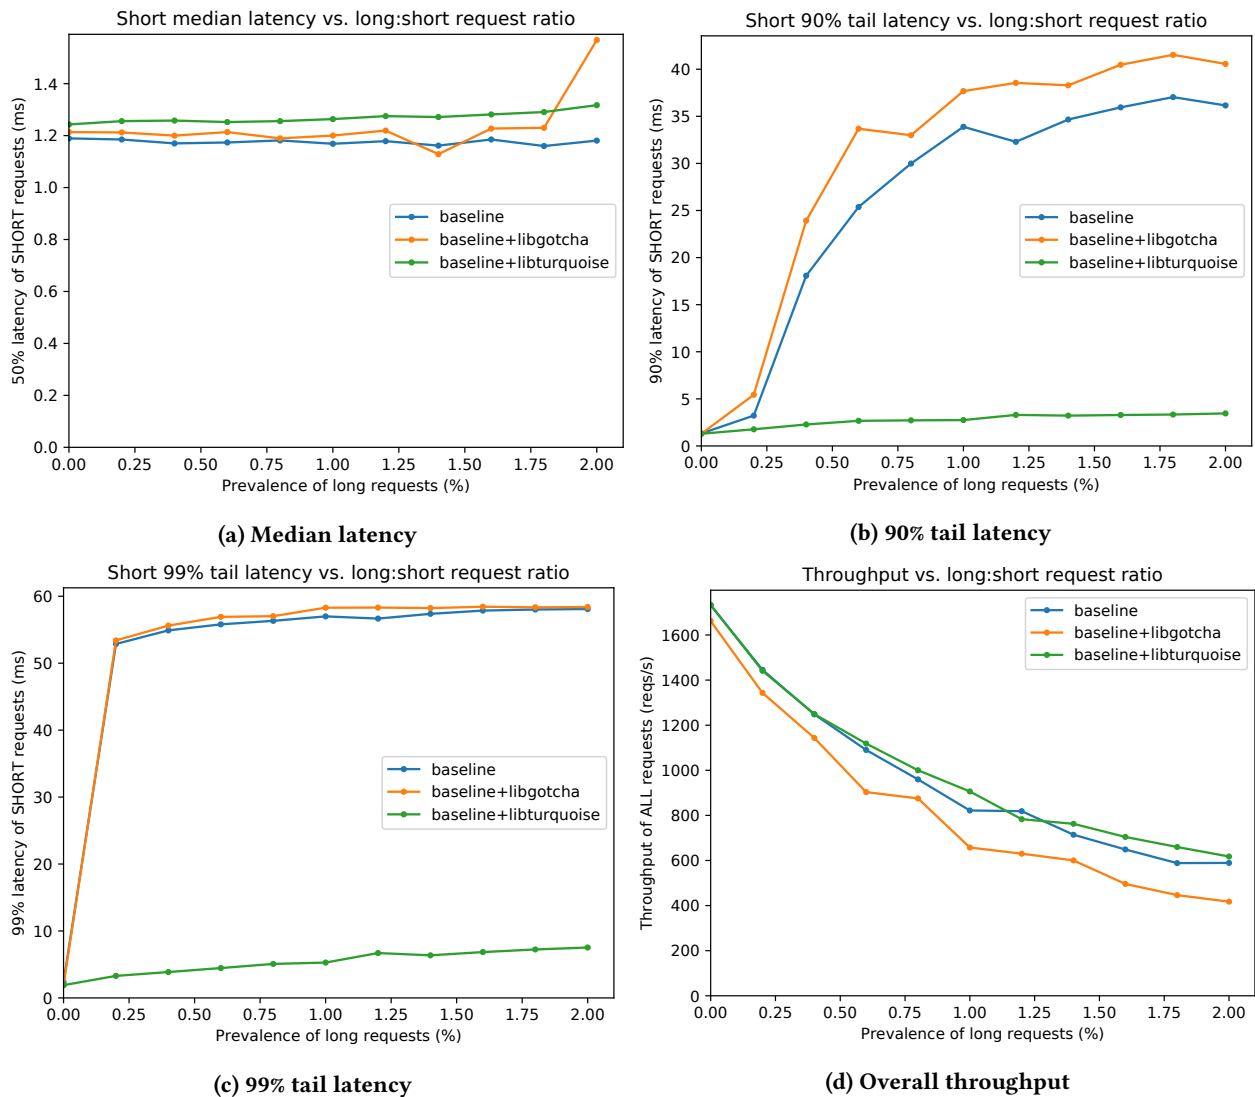 Short median latency vs. long:short request ratio
50% latency of SHORT requests (ms)
1.4
1.2
1.0
0.8
0.6
0.4
0.2
0.0
baseline
baseline+libgotcha
baseline+libturquoise
0.00 0.25 0.50 0.75 1.00 1.25 1.50 1.75 2.00
Prevalence of long requests (%)
(a) Median latency
Short 90% tail latency vs. long:short request ratio
90% latency of SHORT requests (ms)
40
35
30
25
20
15
10
5
0
baseline
baseline+libgotcha
baseline+libturquoise
0.00 0.25 0.50 0.75 1.00 1.25 1.50 1.75 2.00
Prevalence of long requests (%)
(b) 90% tail latency
Short 99% tail latency vs. long:short request ratio
99% latency of SHORT requests (ms)
60
50
40
30
20
10
0
baseline
baseline+libgotcha
baseline+libturquoise
0.00 0.25 0.50 0.75 1.00 1.25 1.50 1.75 2.00
Prevalence of long requests (%)
(c) 99% tail latency
Throughput vs. long:short request ratio
Throughput of ALL requests (reqs/s)
1600
1400
1200
1000
800
600
400
200
0
baseline
baseline+libgotcha
baseline+libturquoise
0.00 0.25 0.50 0.75 1.00 1.25 1.50 1.75 2.00
Prevalence of long requests (%)
(d) Overall throughput